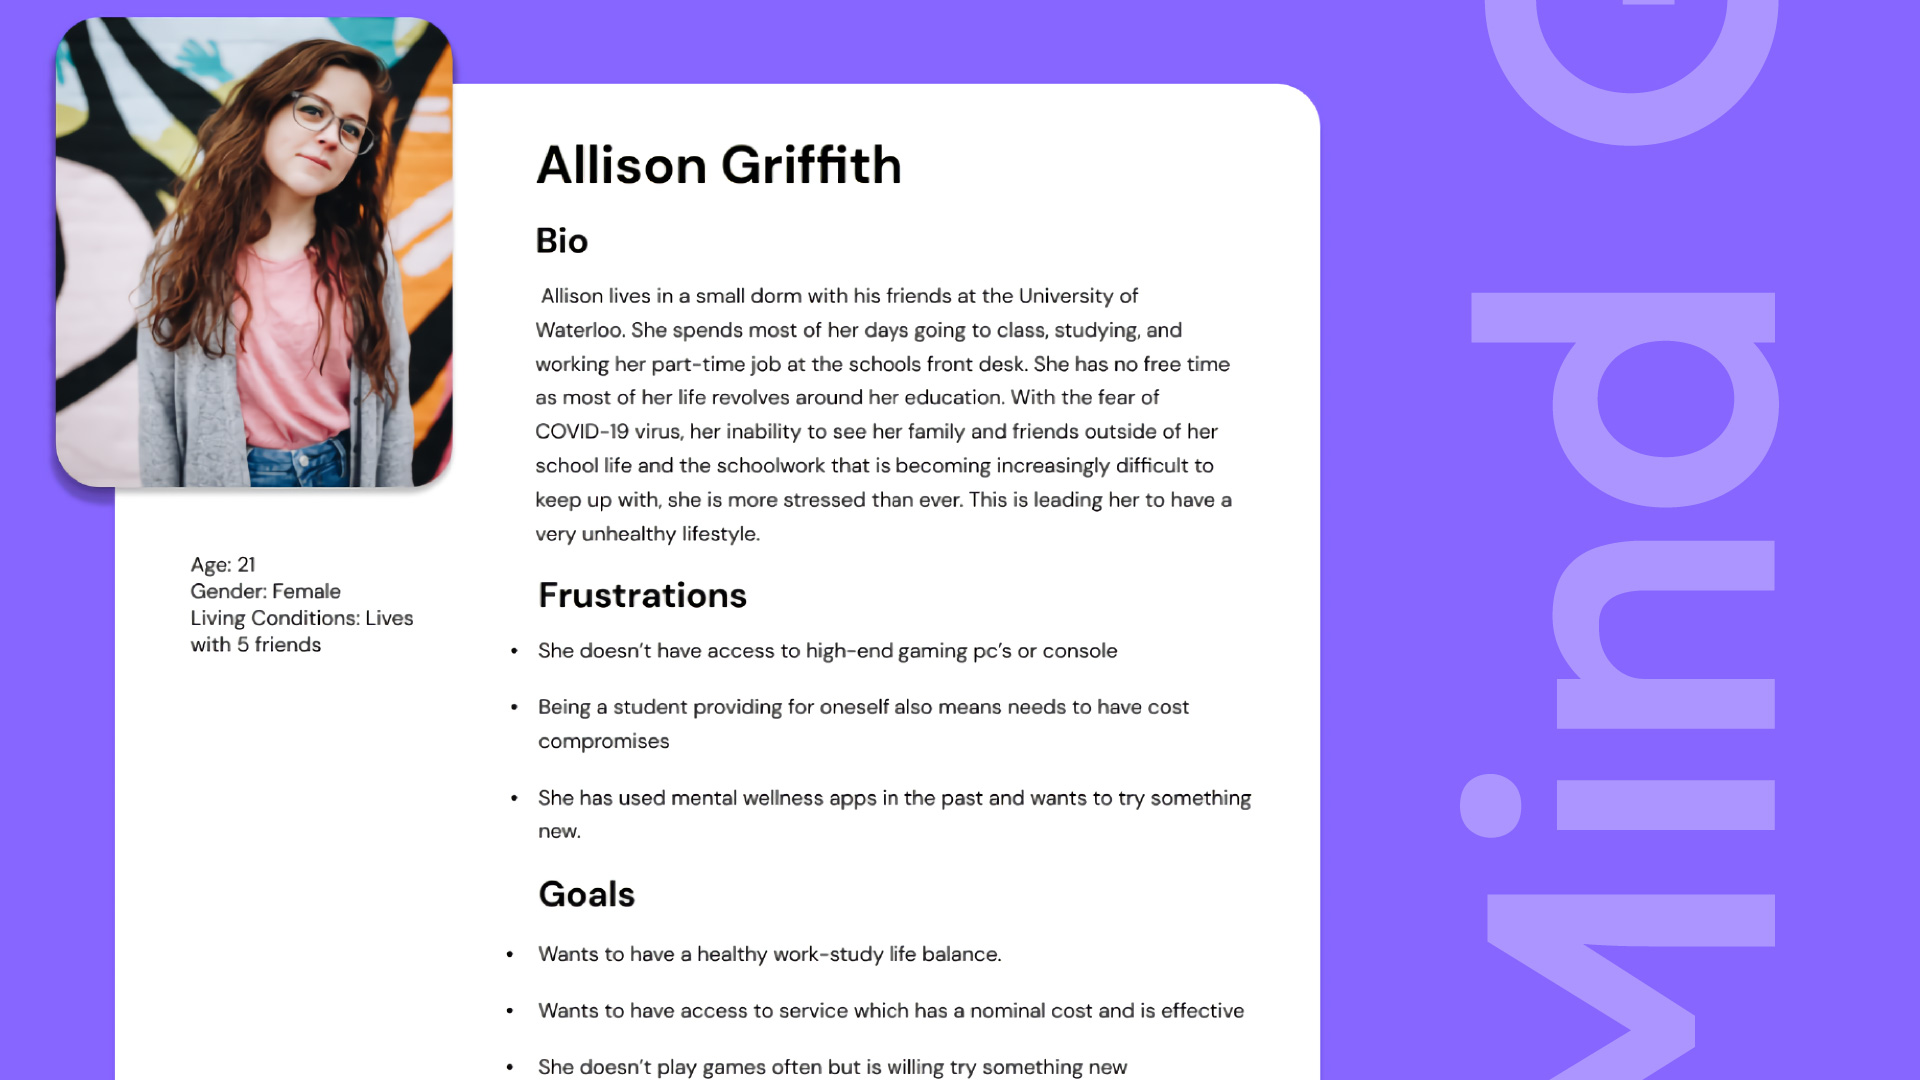 Allison Griffith
Bio
Allison lives in a small dorm with his friends at the University of
Waterloo. She spends most of her days going to class, studying, and
working her part-time job at the schools front desk. She has no free time
as most of her life revolves around her education. With the fear of
COVID-19 virus, her inability to see her family and friends outside of her
school life and the schoolwork that is becoming increasingly difficult to
keep up with, she is more stressed than ever. This is leading her to have a
very unhealthy lifestyle.
Age: 21
Gender: Female
Living Conditions: Lives
with 5 friends
Frustrations
• She doesn’t have access to high-end gaming pc’s or console
• Being a student providing for oneself also means needs to have cost
compromises
• She has used mental wellness apps in the past and wants to try something
new.
Goals
• Wants to have a healthy work-study life balance.
• Wants to have access to service which has a nominal cost and is effective
• She doesn’t play games often but is willing try something new
Mind G